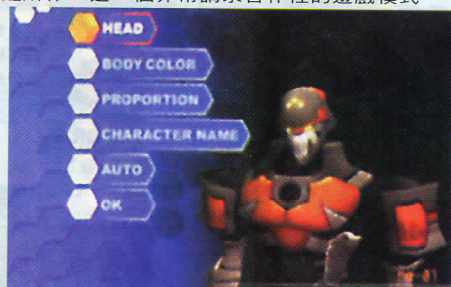 HEAD
BODY COLOR
PROPORTION
CHARACTER NAME
AUTO
OK